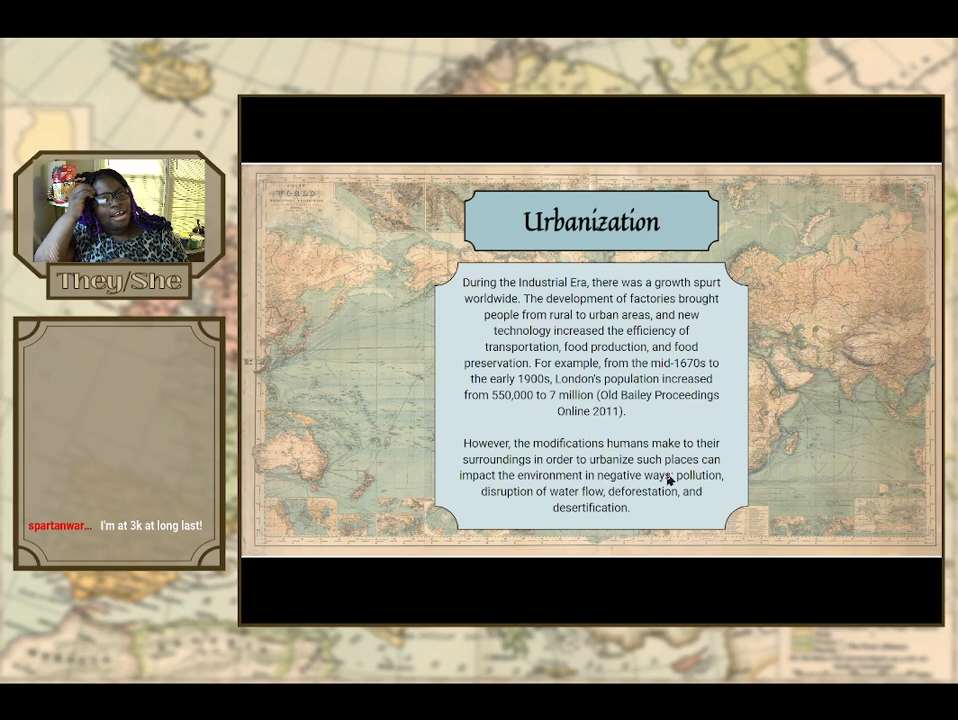 Urbanization
During the Industrial Era, there was a growth spurt
worldwide. The development of factories brought
people from rural to urban areas, and new
technology increased the efficiency of
transportation, food production, and food
preservation. For example, from the mid-1670s to
the early 1900s, London's population increased
from 550,000 to 7 million (Old Bailey Proceedings
Online 2011).
However, the modifications humans make to their
surroundings in order to urbanize such places can
impact the environment in negative ways: pollution,
disruption of water flow, deforestation, and
desertification.
They/She
spartanwar... I'm at 3k at long last!
WORLD